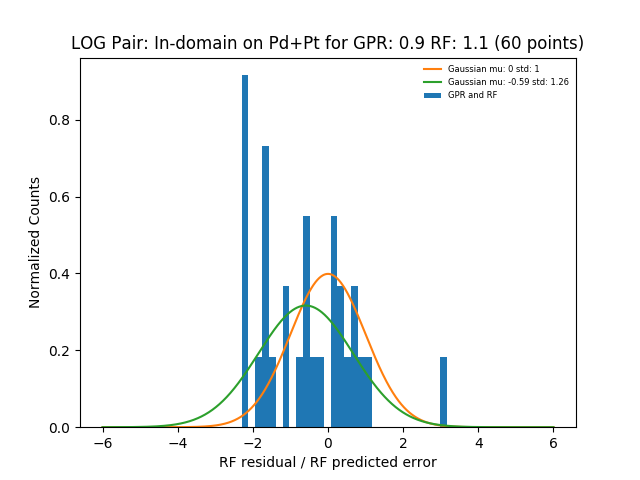 LOG Pair: In-domain on Pd+Pt for GPR: 0.9 RF: 1.1 (60 points)
Gaussian mu: 0 std: 1
Gaussian mu: -0.59 std: 1.26
GPR and RF
Normalized Counts
0.8
0.6
0.4
0.2
0.0
−6 −4 −2 0 2 4 6
RF residual / RF predicted error